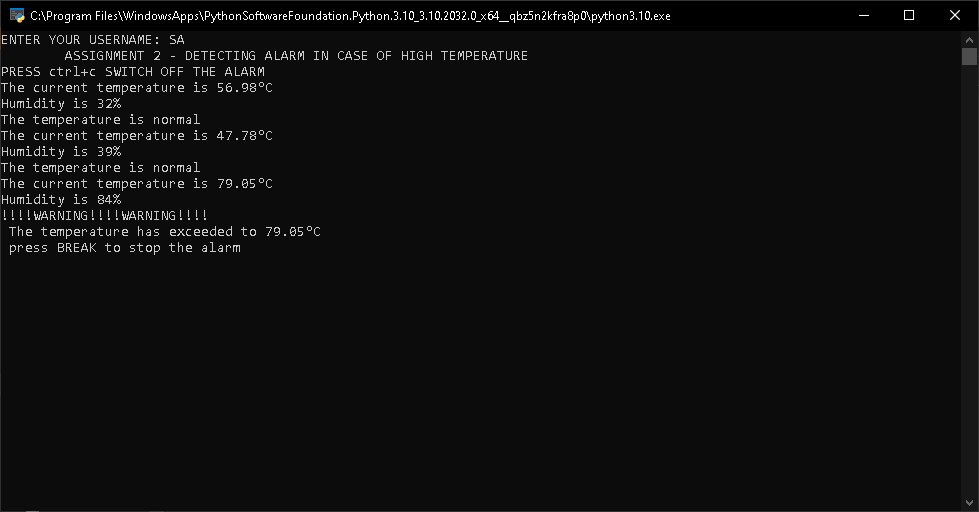 C:\Program Files\WindowsApps\PythonSoftwareFoundation.Python.3.10_3.10.2032.0_x64__qbz5n2kfra8p0\python3.10.exe
ENTER YOUR USERNAME: SA
ASSIGNMENT 2 - DETECTING ALARM IN CASE OF HIGH TEMPERATURE
PRESS ctrl+c SWITCH OFF THE ALARM
The current temperature is 56.98°C
Humidity is 32%
The temperature is normal
The current temperature is 47.78°C
Humidity is 39%
The temperature is normal
The current temperature is 79.05°C
Humidity is 84%
!!!!WARNING!!!!WARNING!!!!
The temperature has exceeded to 79.05°C
press BREAK to stop the alarm